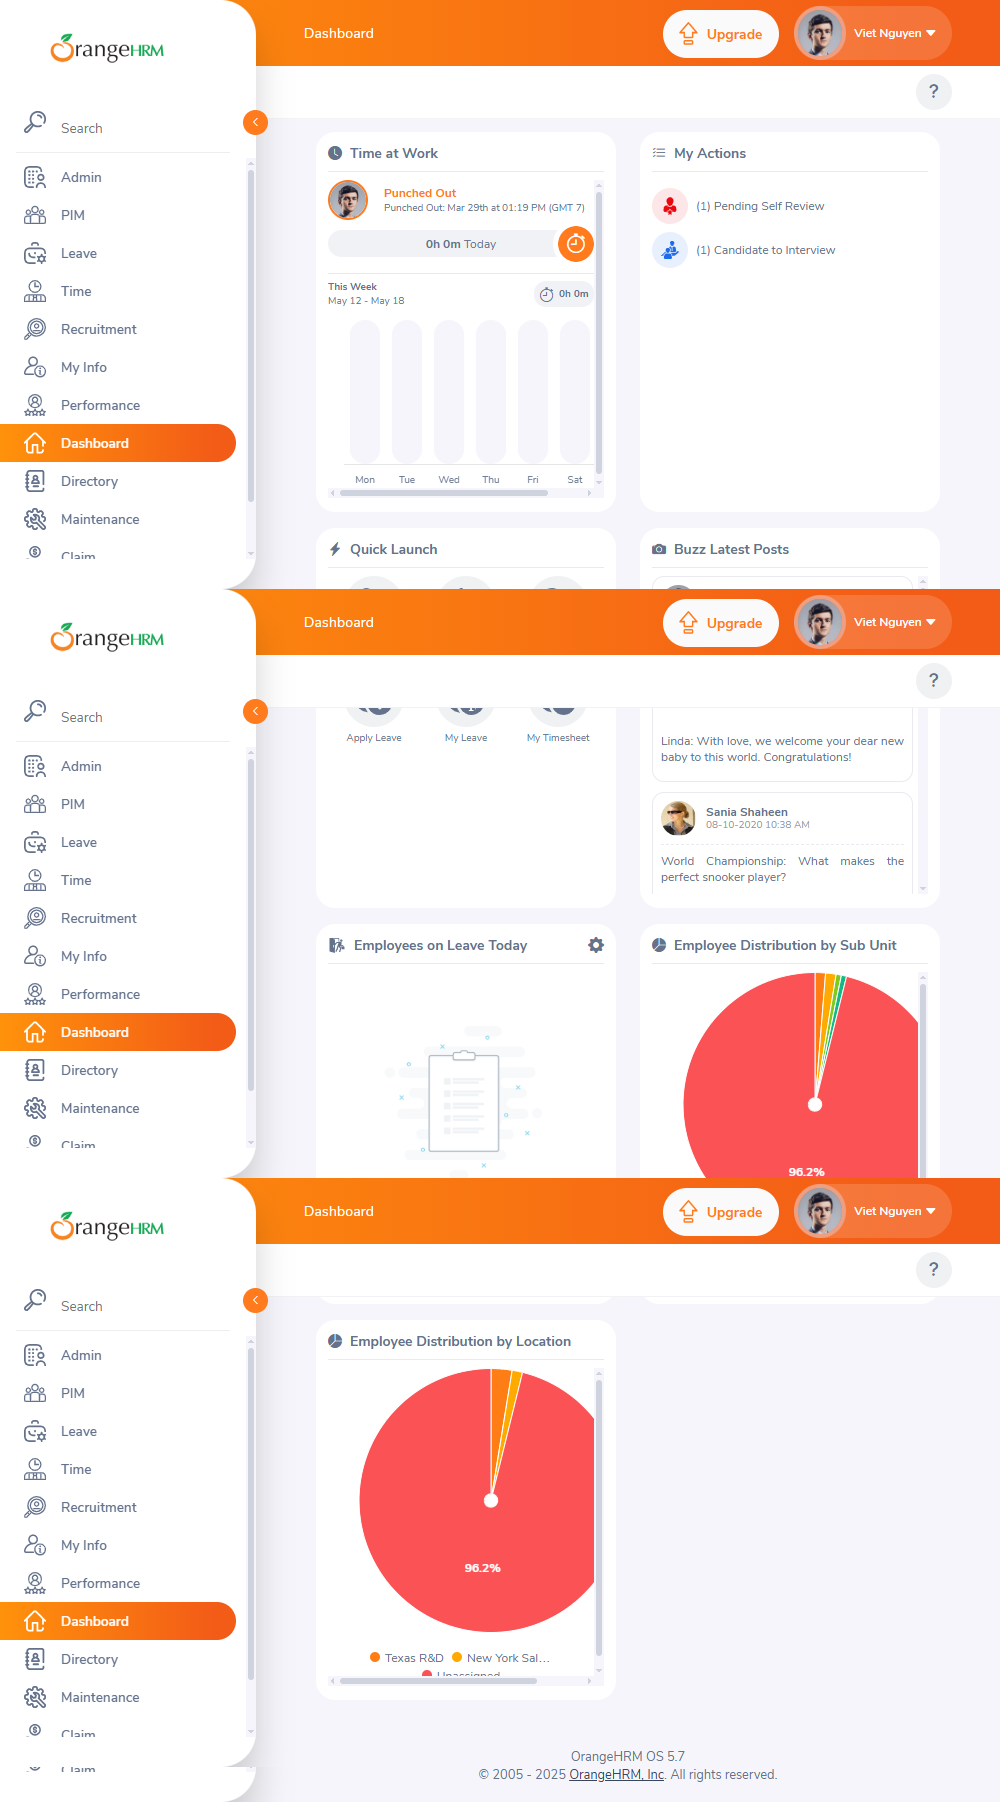 OrangeHRM
Dashboard
Upgrade
Viet Nguyen
?
Search
Admin
PIM
Leave
Time
Recruitment
My Info
Performance
Dashboard
Directory
Maintenance
Claim
Time at Work
Punched Out
Punched Out: Mar 29th at 01:19 PM (GMT 7)
0h 0m Today
This Week
May 12 - May 18
0h 0m
Mon Tue Wed Thu Fri Sat
My Actions
(1) Pending Self Review
(1) Candidate to Interview
Quick Launch
Buzz Latest Posts
OrangeHRM
Dashboard
Upgrade
Viet Nguyen
?
Search
Admin
PIM
Leave
Time
Recruitment
My Info
Performance
Dashboard
Directory
Maintenance
Claim
Apply Leave My Leave My Timesheet
Linda: With love, we welcome your dear new
baby to this world. Congratulations!
Sania Shaheen
08-10-2020 10:38 AM
World Championship: What makes the
perfect snooker player?
Employees on Leave Today
Employee Distribution by Sub Unit
96.2%
OrangeHRM
Dashboard
Upgrade
Viet Nguyen
?
Search
Admin
PIM
Leave
Time
Recruitment
My Info
Performance
Dashboard
Directory
Maintenance
Claim
Claim
Employee Distribution by Location
96.2%
Texas R&D New York Sal...
Unassigned
OrangeHRM OS 5.7
© 2005 - 2025 OrangeHRM, Inc. All rights reserved.